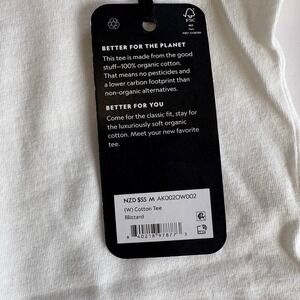 FSC
BETTER FOR THE PLANET
This tee is made from the good
stuff—100% organic cotton.
That means no pesticides and
a lower carbon footprint than
non-organic alternatives.
BETTER FOR YOU
Come for the classic fit, stay for
the luxuriously soft organic
cotton. Meet your new favorite
tee.
NZD $55 M AK002OW002
(W) Cotton Tee
Blizzard